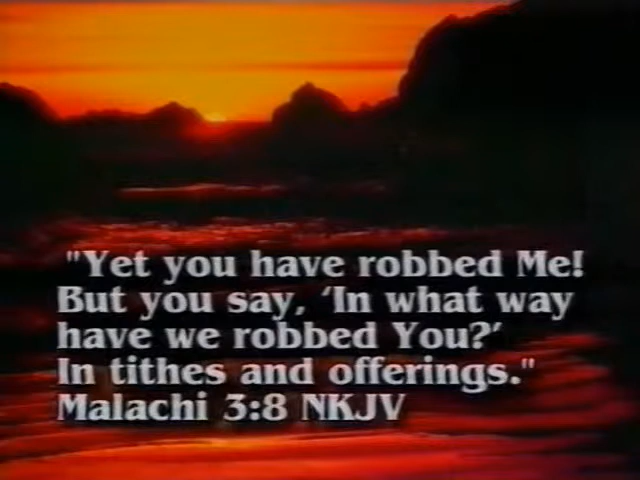 "Yet you have robbed Me!
But you say, ‘In what way
have we robbed You?’
In tithes and offerings."
Malachi 3:8 NKJV